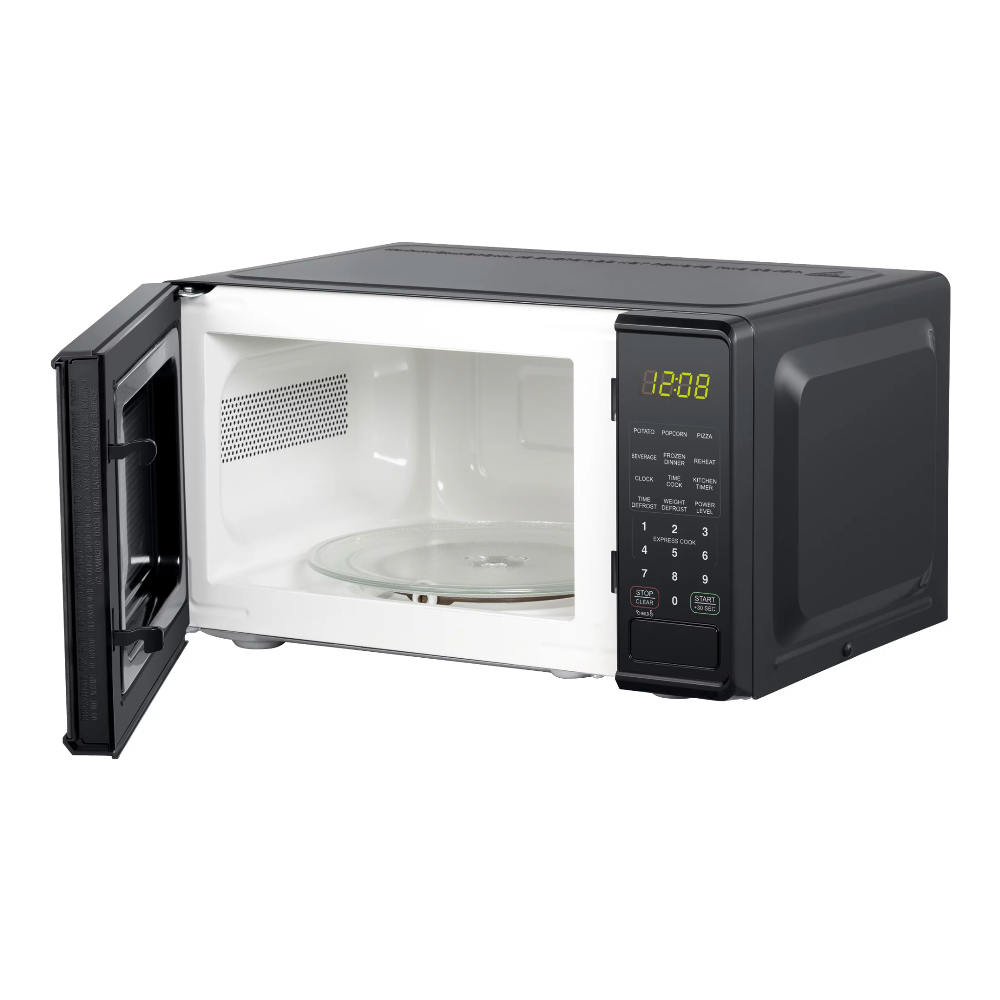 12:08
POTATO POPCORN PIZZA
BEVERAGE FROZEN DINNER REHEAT
CLOCK TIME COOK KITCHEN TIMER
TIME DEFROST WEIGHT DEFROST POWER LEVEL
1 2 3
EXPRESS COOK
4 5 6
7 8 9
STOP CLEAR 0 START +30 SEC.
HOLD
PRECAUTIONS FOR SAFE USE TO AVOID POSSIBLE EXPOSURE TO EXCESSIVE MICROWAVE ENERGY
DO NOT ATTEMPT TO OPERATE THIS OVEN WITH (A) OBJECT CAUGHT IN DOOR (B) DOOR THAT DOES NOT CLOSE PROPERLY OR
(C) DAMAGED DOOR HINGE, LATCH OR SEALING SURFACE.